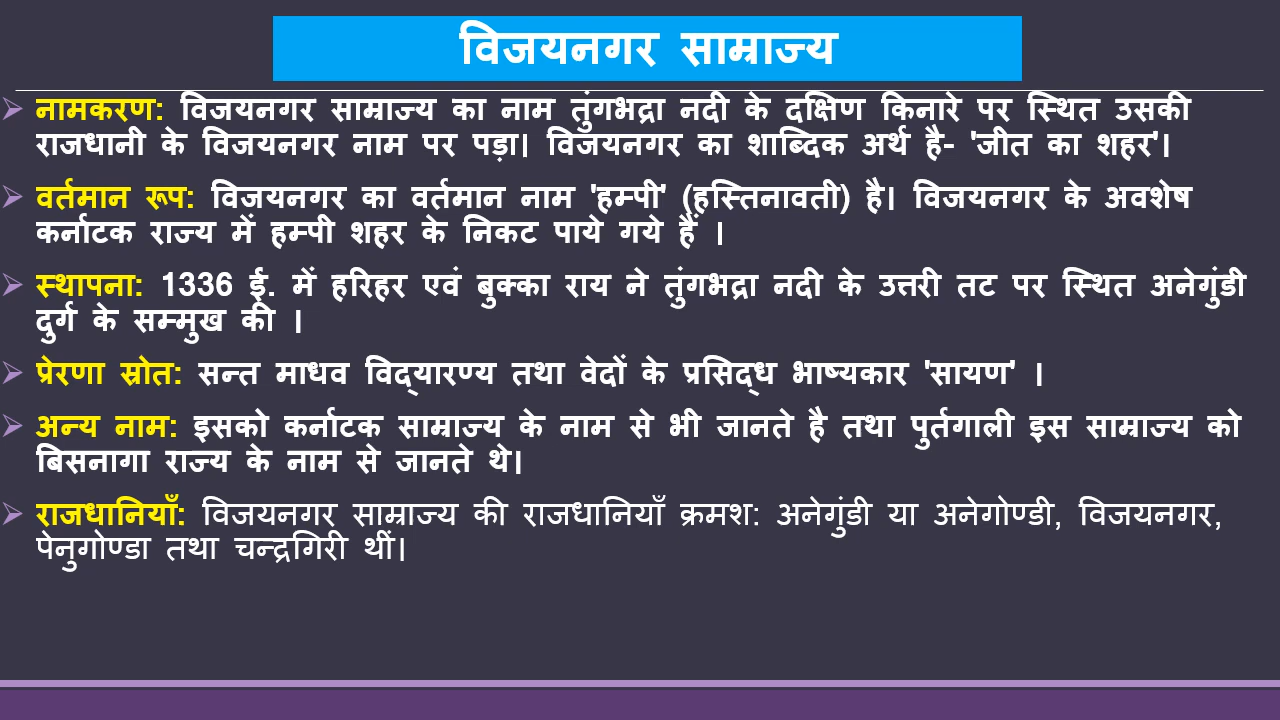 विजयनगर साम्राज्य
नामकरण: विजयनगर साम्राज्य का नाम तुंगभद्रा नदी के दक्षिण किनारे पर स्थित उसकी
राजधानी के विजयनगर नाम पर पड़ा। विजयनगर का शाब्दिक अर्थ है- 'जीत का शहर'।
वर्तमान रूप: विजयनगर का वर्तमान नाम 'हम्पी' (हस्तिनावती) है। विजयनगर के अवशेष
कर्नाटक राज्य में हम्पी शहर के निकट पाये गये हैं ।
स्थापना: 1336 ई. में हरिहर एवं बुक्का राय ने तुंगभद्रा नदी के उत्तरी तट पर स्थित अनेगुंडी
दुर्ग के सम्मुख की ।
प्रेरणा स्रोत: सन्त माधव विद्यारण्य तथा वेदों के प्रसिद्ध भाष्यकार 'सायण' ।
अन्य नाम: इसको कर्नाटक साम्राज्य के नाम से भी जानते है तथा पुर्तगाली इस साम्राज्य को
बिसनागा राज्य के नाम से जानते थे।
राजधानियाँ: विजयनगर साम्राज्य की राजधानियाँ क्रमश: अनेगुंडी या अनेगोण्डी, विजयनगर,
पेनुगोण्डा तथा चन्द्रगिरी थीं।